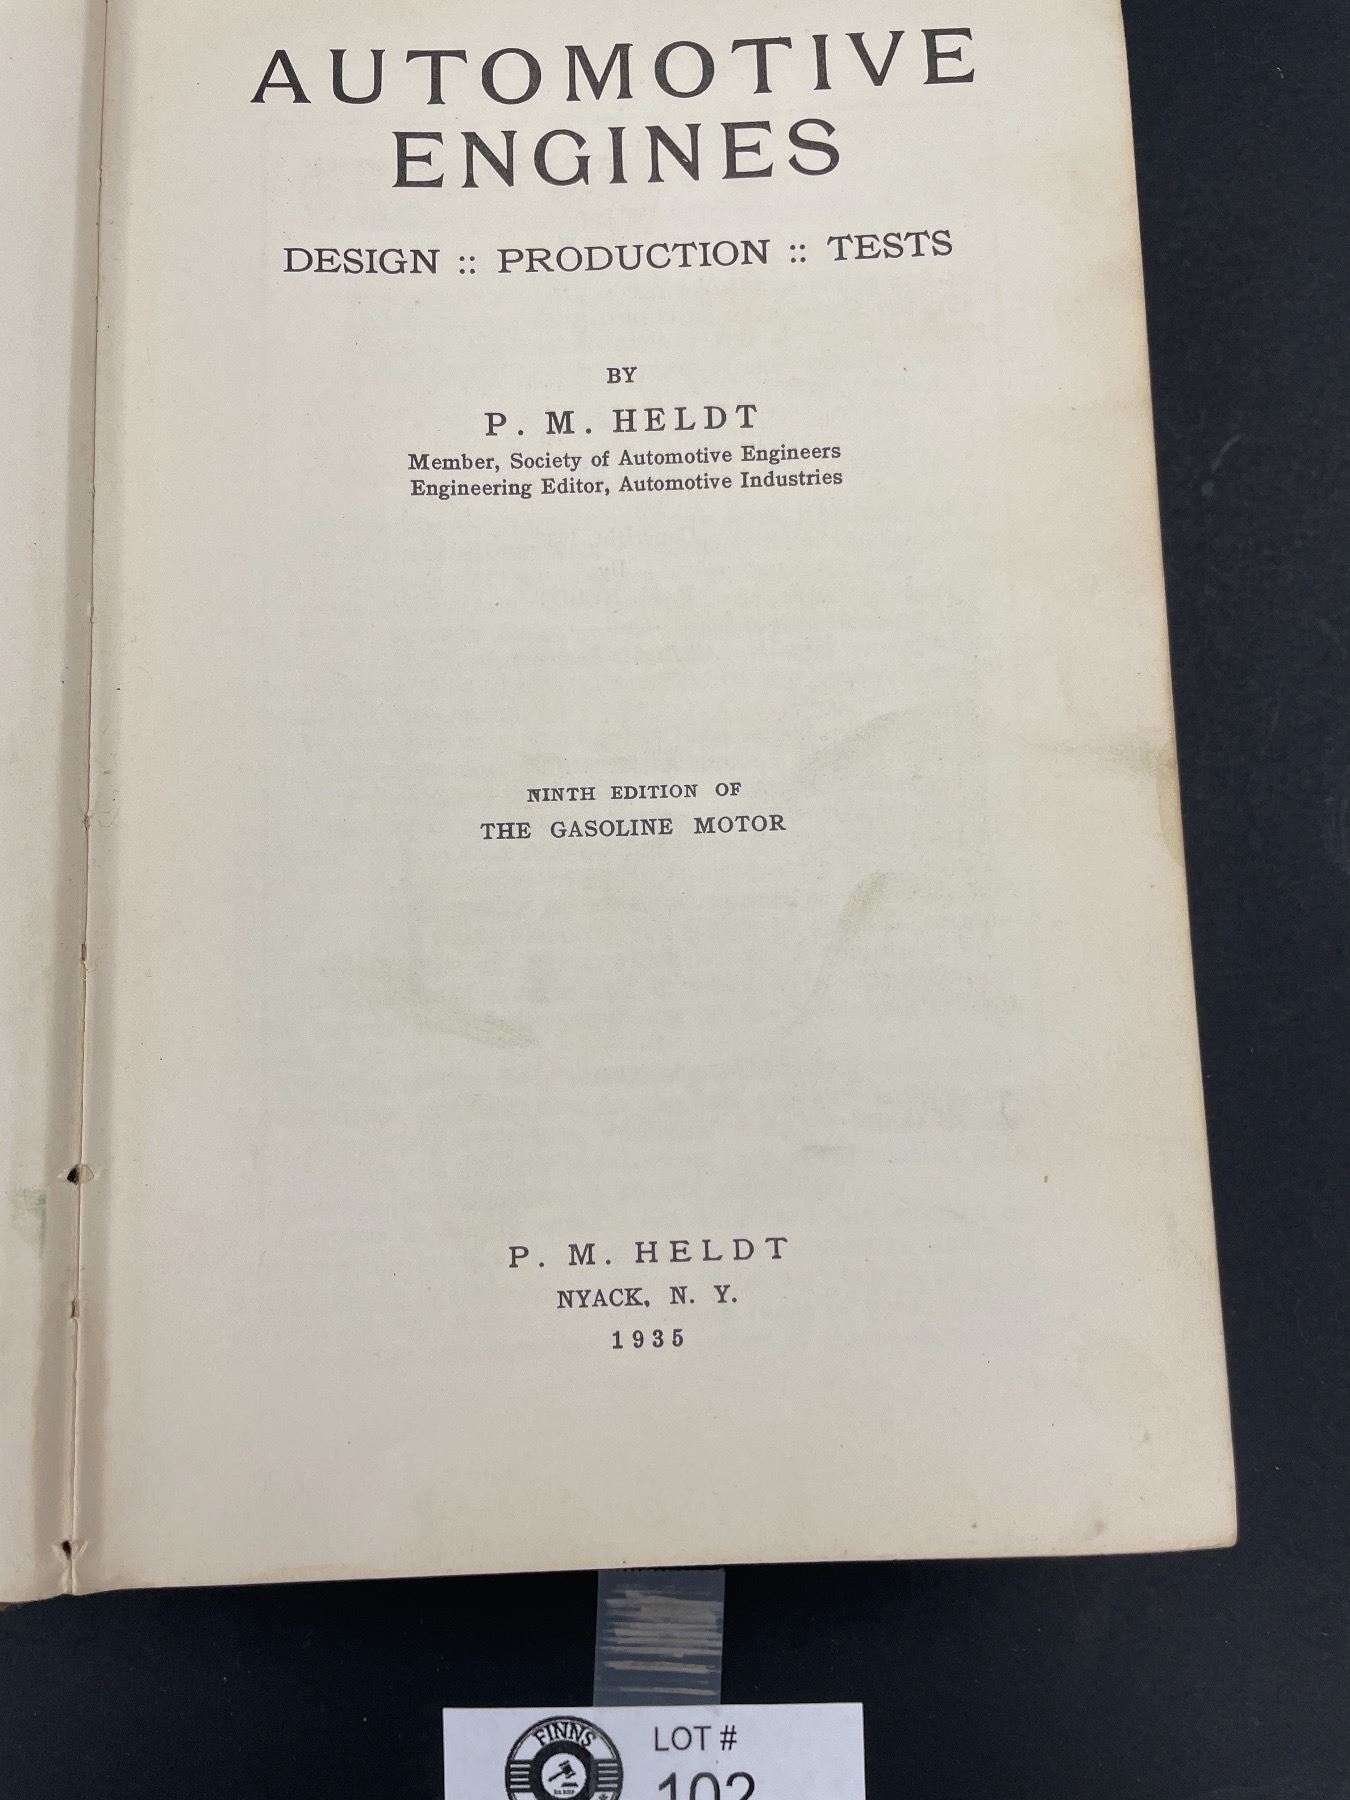 AUTOMOTIVE
ENGINES
DESIGN :: PRODUCTION :: TESTS
BY
P. M. HELDT
Member, Society of Automotive Engineers
Engineering Editor, Automotive Industries
NINTH EDITION OF
THE GASOLINE MOTOR
P. M. HELDT
NYACK, N. Y.
1935
FINNS
LOT #
102